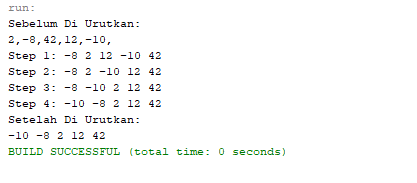 run:
Sebelum Di Urutkan:
2,-8,42,12,-10,
Step 1: -8 2 12 -10 42
Step 2: -8 2 -10 12 42
Step 3: -8 -10 2 12 42
Step 4: -10 -8 2 12 42
Setelah Di Urutkan:
-10 -8 2 12 42
BUILD SUCCESSFUL (total time: 0 seconds)